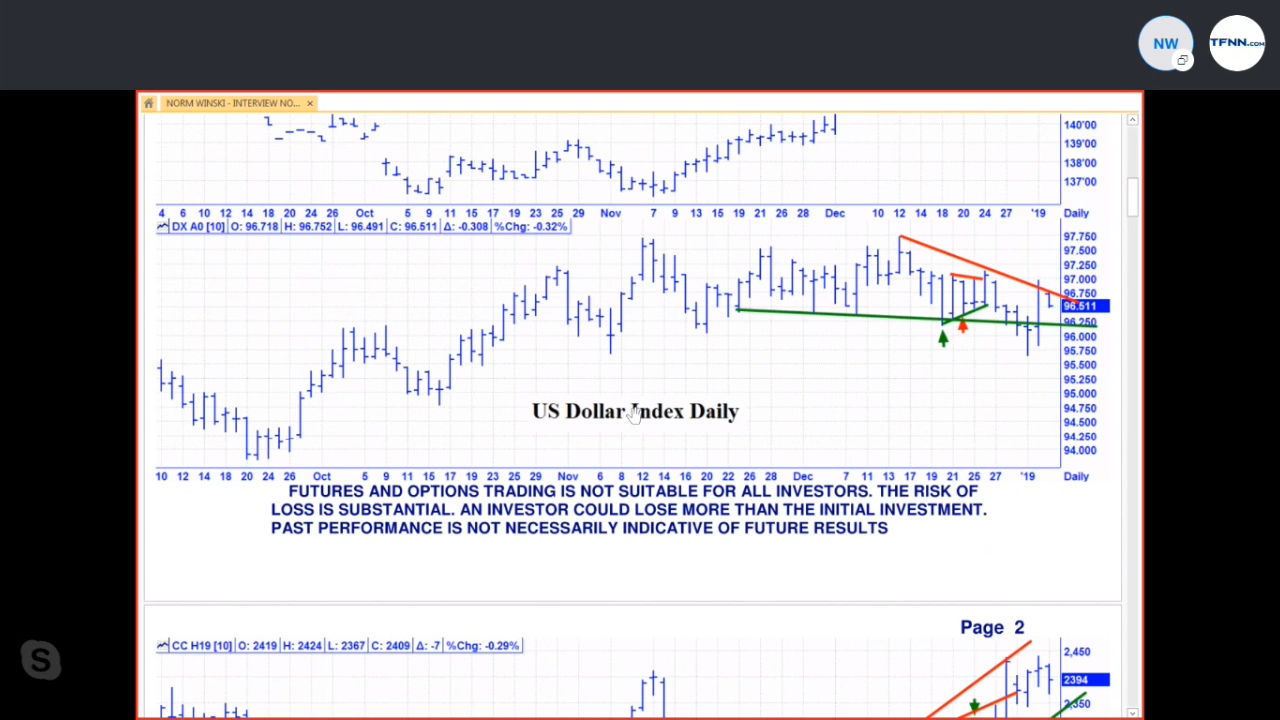 NW
TFNN.COM
NORM WINSKI - INTERVIEW NO... ×
140'00
139'00
138'00
137'00
4 6 10 12 14 18 20 24 26 Oct 5 9 11 15 17 19 23 25 29 Nov 7 9 13 15 19 21 26 28 Dec 10 12 14 18 20 24 27 '19 Daily
DX A0 [10] O: 96.718 H: 96.752 L: 96.491 C: 96.511 Δ: -0.308 %Chg: -0.32%
97.750
97.500
97.250
97.000
96.750
96.511
96.250
96.000
95.750
95.500
95.250
95.000
94.750
94.500
94.250
94.000
US Dollar Index Daily
10 12 14 18 20 24 26 Oct 5 9 11 15 17 19 23 25 29 Nov 6 8 12 14 16 20 22 26 28 Dec 7 11 13 17 19 21 25 27 '19 Daily
FUTURES AND OPTIONS TRADING IS NOT SUITABLE FOR ALL INVESTORS. THE RISK OF
LOSS IS SUBSTANTIAL. AN INVESTOR COULD LOSE MORE THAN THE INITIAL INVESTMENT.
PAST PERFORMANCE IS NOT NECESSARILY INDICATIVE OF FUTURE RESULTS
Page 2
CC H19 [10] O: 2419 H: 2424 L: 2367 C: 2409 Δ: -7 %Chg: -0.29%
2,450
2394
2,350
S